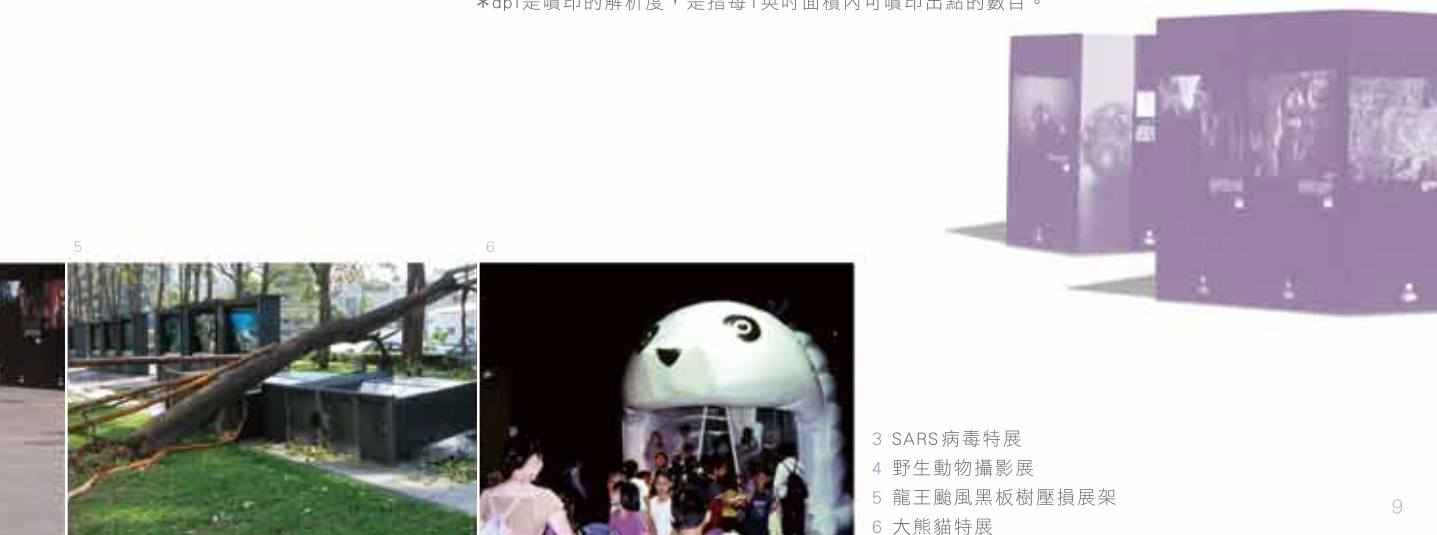 *dpi是噴印的解析度，是指每1英吋面積內可噴印出點的數目。
5
6
3 SARS病毒特展
4 野生動物攝影展
5 龍王颱風黑板樹壓損展架
6 大熊貓特展
9